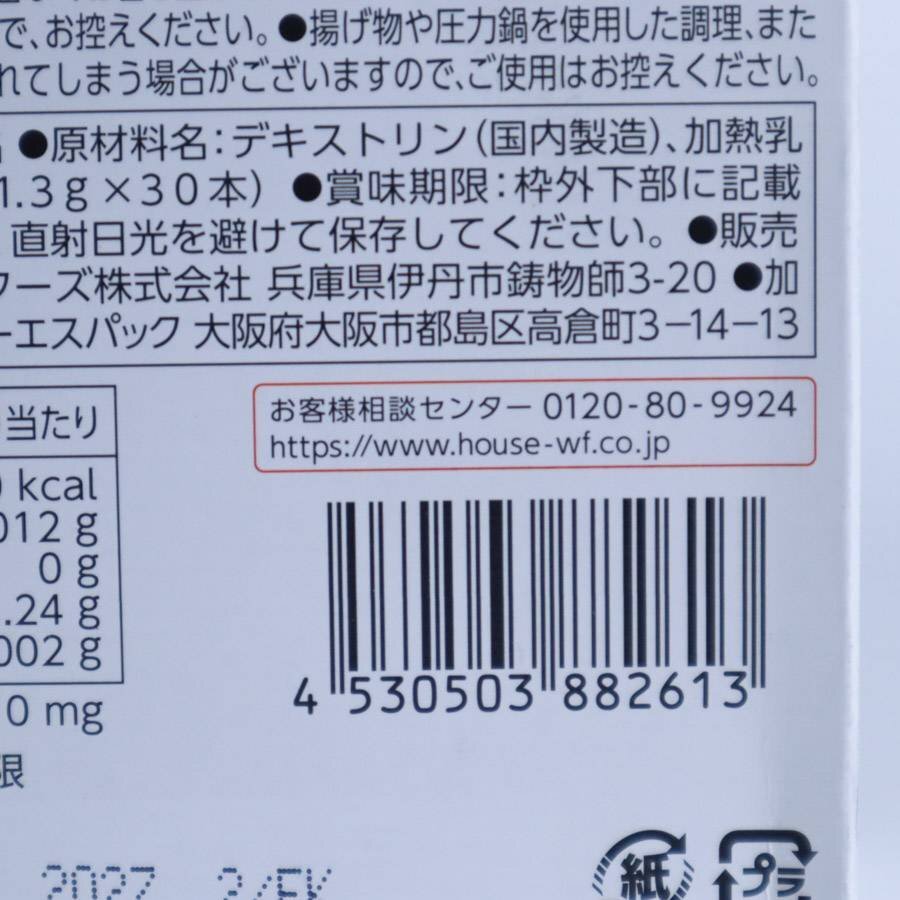 で、お控えください。●揚げ物や圧力鍋を使用した調理、また
れてしまう場合がございますので、ご使用はお控えください。
●原材料名：デキストリン（国内製造）、加熱乳
1.3g×30本）●賞味期限：枠外下部に記載
直射日光を避けて保存してください。●販売
フーズ株式会社 兵庫県伊丹市鋳物師3-20 ●加
ーエスパック 大阪府大阪市都島区高倉町3－14－13
当たり
kcal
012 g
0 g
.24 g
002 g
0 mg
限
お客様相談センター 0120-80-9924
https://www.house-wf.co.jp
4 530503 882613
2027. 2/EK
紙
プラ